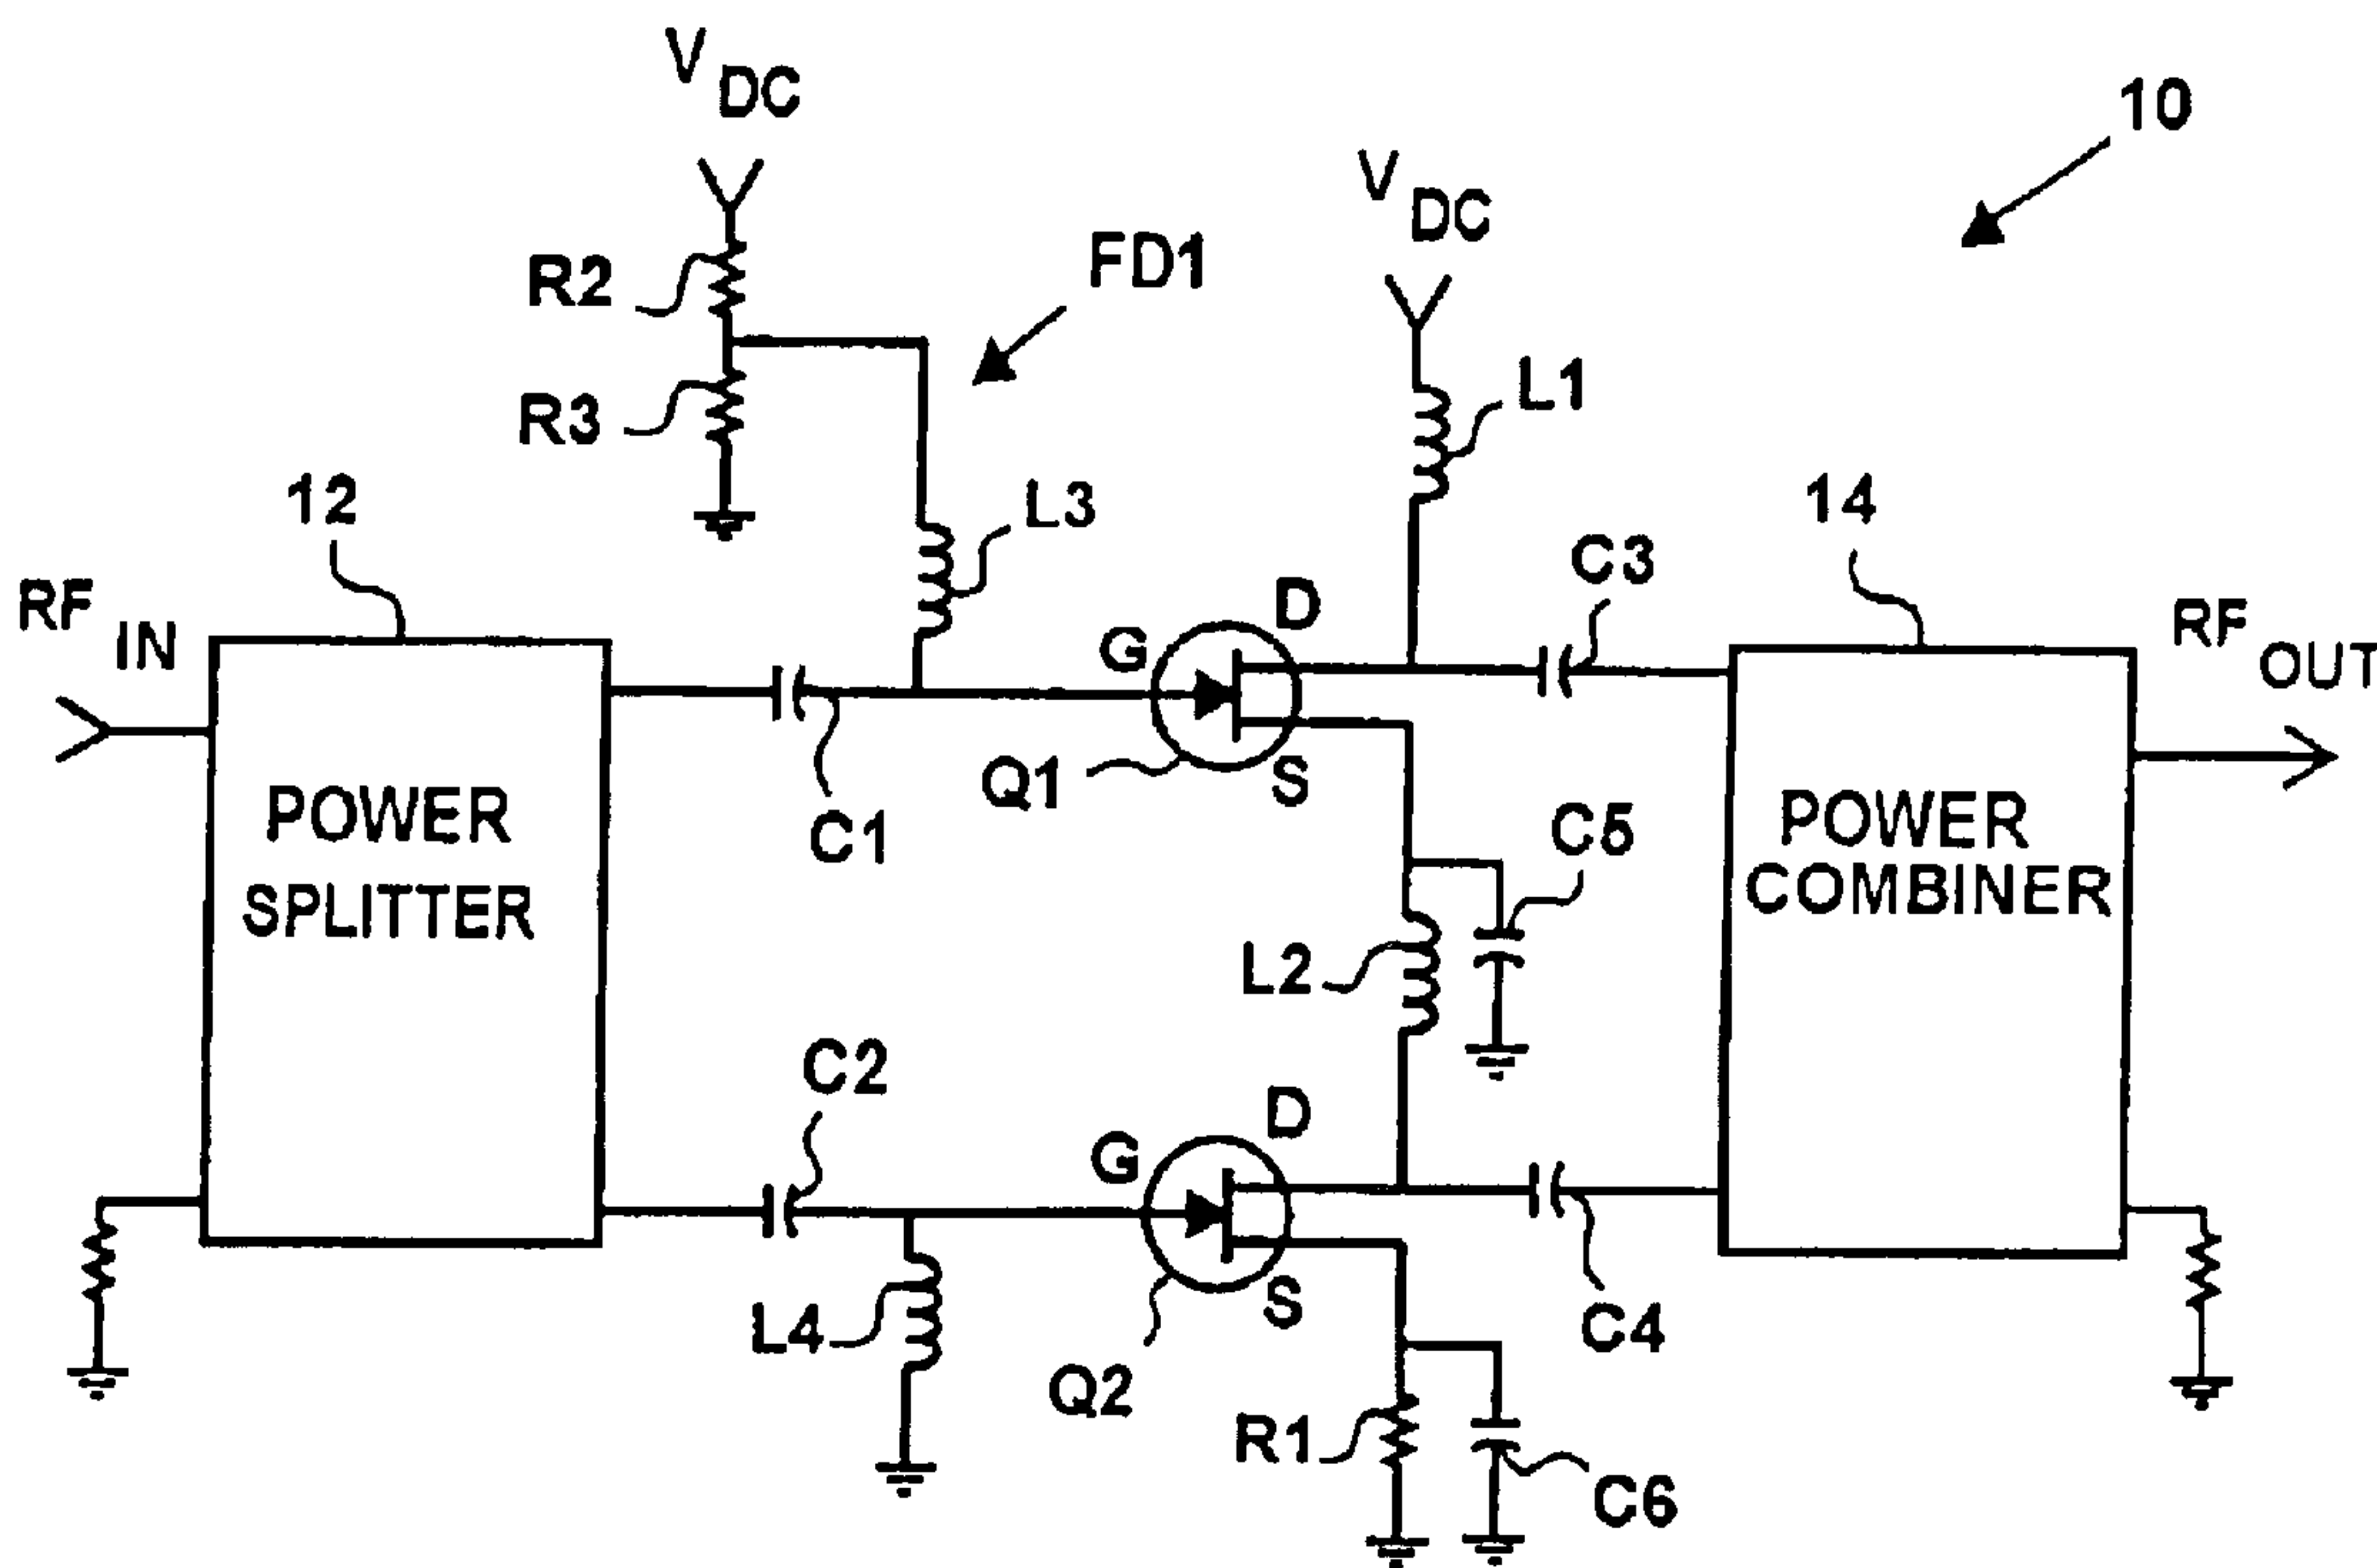 V DC
10
V DC
FD1
R2
L1
R3
12
L3
14
C3
RF IN
D
RF OUT
G
POWER
SPLITTER
Q1
S
C1
C5
POWER
COMBINER
L2
C2
D
G
L4
S
C4
Q2
R1
C6